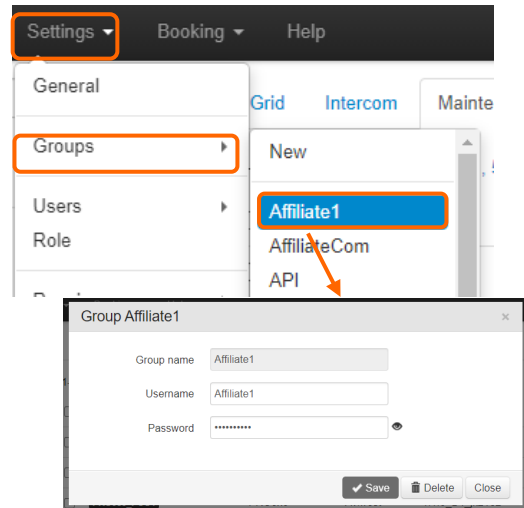 Settings Booking Help
General
Grid Intercom Mainte
Groups
New
Users
Affiliate1
Role
AffiliateCom
API
Group Affiliate1
Group name Affiliate1
Username Affiliate1
Password ••••••••••
Save Delete Close